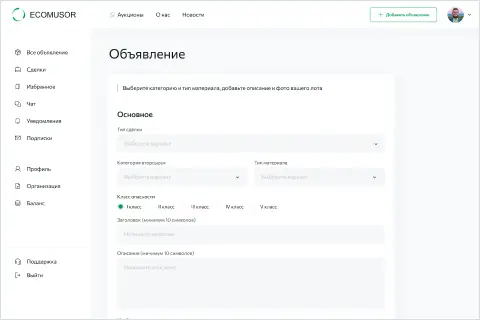 ECOMUSOR
Аукционы
О нас
Новости
Добавить объявление
Все объявление
Сделки
Избранное
Чат
Уведомления
Подписки
Профиль
Организация
Баланс
Поддержка
Выйти
Объявление
Выберите категорию и тип материала, добавьте описание и фото вашего лота
Основное
Тип сделки
Выберите вариант
Категория вторсырья
Тип материала
Выберите вариант
Выберите вариант
Класс опасности
I класс
II класс
III класс
IV класс
V класс
Заголовок (минимум 10 символов)
Напишите название
Описание (минимум 10 символов)